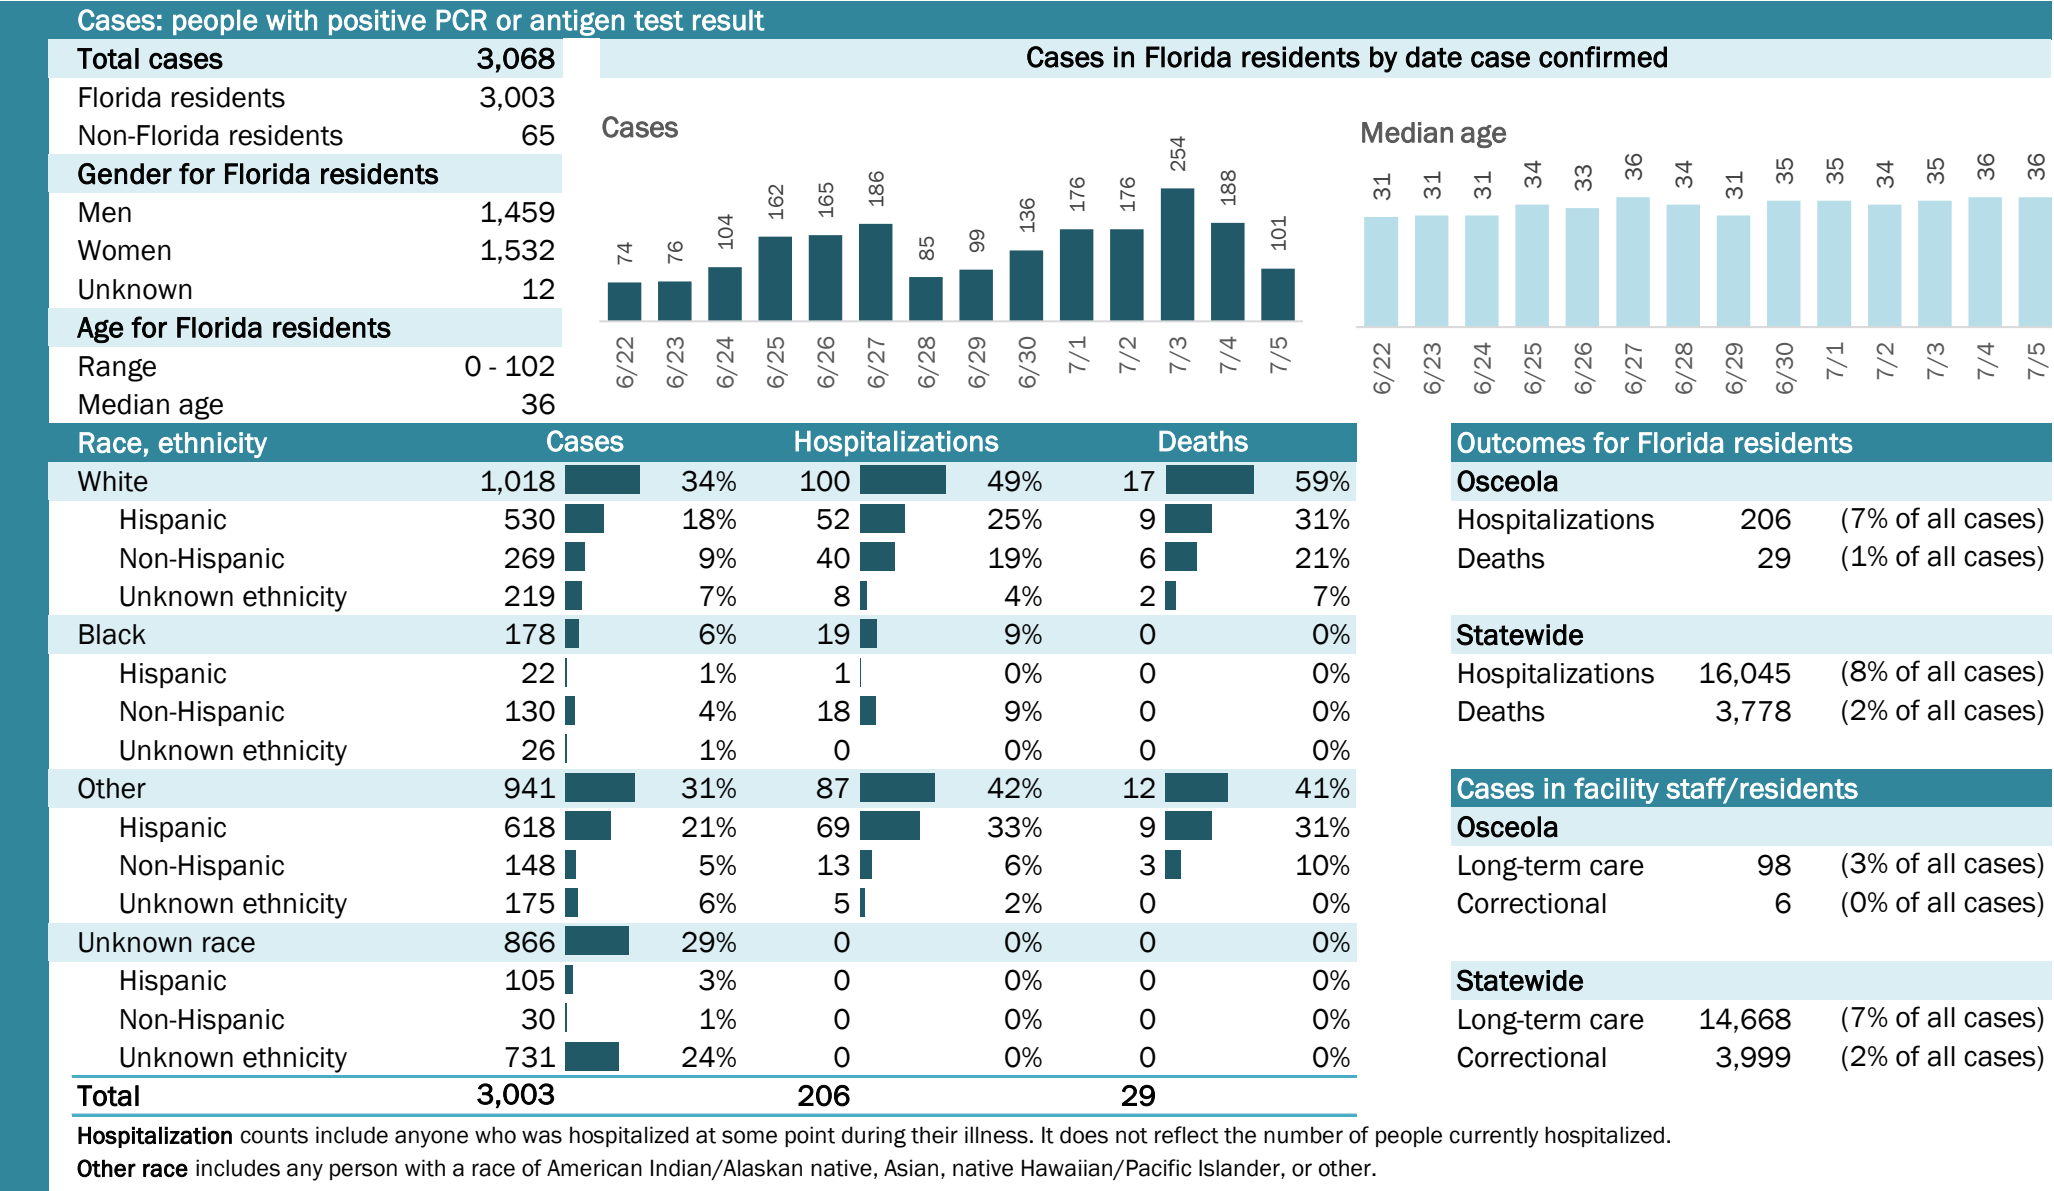 Cases: people with positive PCR or antigen test result
Total cases 3,068
Florida residents 3,003
Non-Florida residents 65
Gender for Florida residents
Men 1,459
Women 1,532
Unknown 12
Age for Florida residents
Range 0 - 102
Median age 36
Cases in Florida residents by date case confirmed
Cases
74 76 104 162 165 186 85 99 136 176 176 254 188 101
6/22 6/23 6/24 6/25 6/26 6/27 6/28 6/29 6/30 7/1 7/2 7/3 7/4 7/5
Median age
31 31 31 34 33 36 34 31 35 35 34 35 36 36
6/22 6/23 6/24 6/25 6/26 6/27 6/28 6/29 6/30 7/1 7/2 7/3 7/4 7/5
Race, ethnicity Cases Hospitalizations Deaths
White 1,018 34% 100 49% 17 59%
Hispanic 530 18% 52 25% 9 31%
Non-Hispanic 269 9% 40 19% 6 21%
Unknown ethnicity 219 7% 8 4% 2 7%
Black 178 6% 19 9% 0 0%
Hispanic 22 1% 1 0% 0 0%
Non-Hispanic 130 4% 18 9% 0 0%
Unknown ethnicity 26 1% 0 0% 0 0%
Other 941 31% 87 42% 12 41%
Hispanic 618 21% 69 33% 9 31%
Non-Hispanic 148 5% 13 6% 3 10%
Unknown ethnicity 175 6% 5 2% 0 0%
Unknown race 866 29% 0 0% 0 0%
Hispanic 105 3% 0 0% 0 0%
Non-Hispanic 30 1% 0 0% 0 0%
Unknown ethnicity 731 24% 0 0% 0 0%
Total 3,003 206 29
Outcomes for Florida residents
Osceola
Hospitalizations 206 (7% of all cases)
Deaths 29 (1% of all cases)
Statewide
Hospitalizations 16,045 (8% of all cases)
Deaths 3,778 (2% of all cases)
Cases in facility staff/residents
Osceola
Long-term care 98 (3% of all cases)
Correctional 6 (0% of all cases)
Statewide
Long-term care 14,668 (7% of all cases)
Correctional 3,999 (2% of all cases)
Hospitalization counts include anyone who was hospitalized at some point during their illness. It does not reflect the number of people currently hospitalized.
Other race includes any person with a race of American Indian/Alaskan native, Asian, native Hawaiian/Pacific Islander, or other.